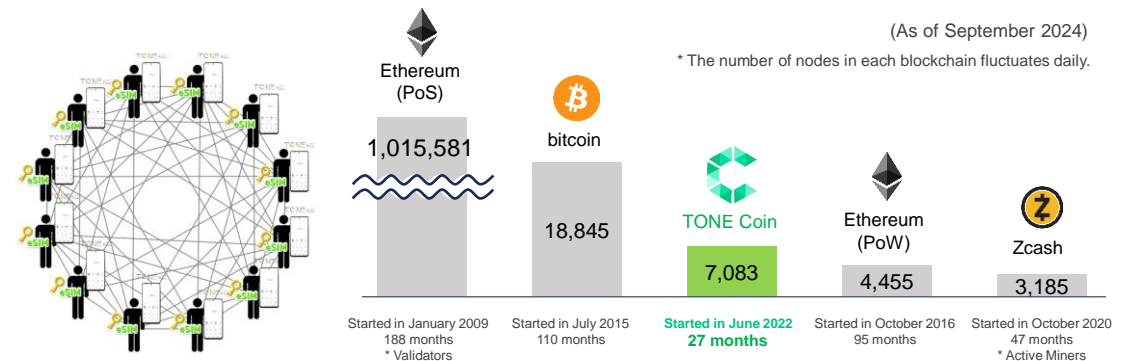 (As of September 2024)
* The number of nodes in each blockchain fluctuates daily.
Ethereum
(PoS)
1,015,581
bitcoin
18,845
TONE Coin
7,083
Ethereum
(PoW)
4,455
Zcash
3,185
Started in January 2009
188 months
* Validators
Started in July 2015
110 months
Started in June 2022
27 months
Started in October 2016
95 months
Started in October 2020
47 months
* Active Miners
TONE
eSIM
TONE
eSIM
eSIM
eSIM
eSIM
eSIM
eSIM
eSIM
eSIM
eSIM
eSIM
eSIM